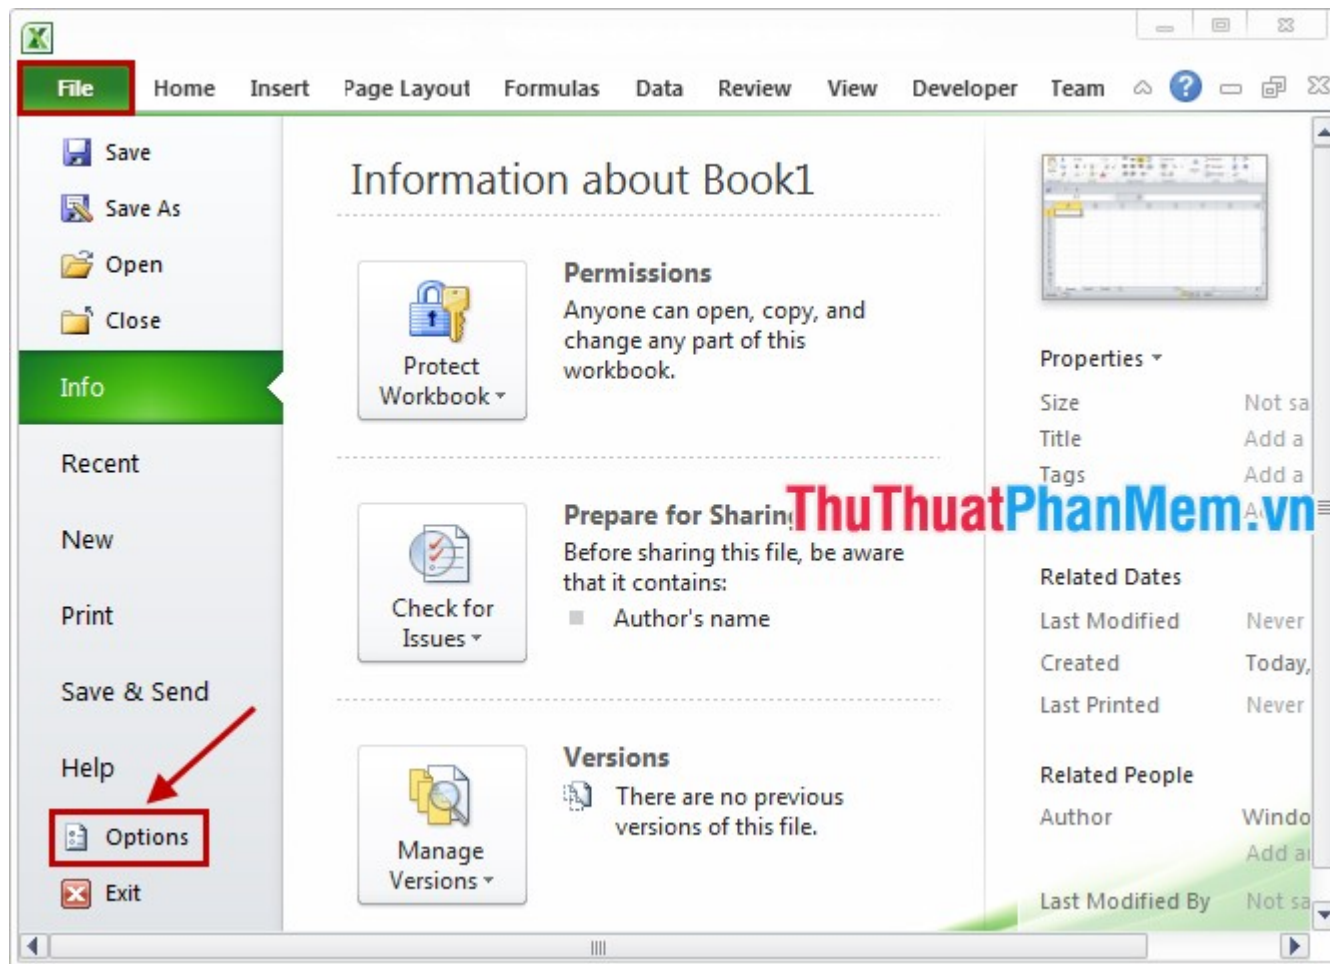 File Home Insert Page Layout Formulas Data Review View Developer Team
Save
Save As
Open
Close
Info
Recent
New
Print
Save & Send
Help
Options
Exit
Information about Book1
Protect
Workbook
Permissions
Anyone can open, copy, and
change any part of this
workbook.
Check for
Issues
Prepare for Sharing
Before sharing this file, be aware
that it contains:
Author's name
Manage
Versions
Versions
There are no previous
versions of this file.
ThuThuatPhanMem.vn
Properties
Size Not sa
Title Add a
Tags Add a
Related Dates
Last Modified Never
Created Today,
Last Printed Never
Related People
Author Windo
Add a
Last Modified By Not sa